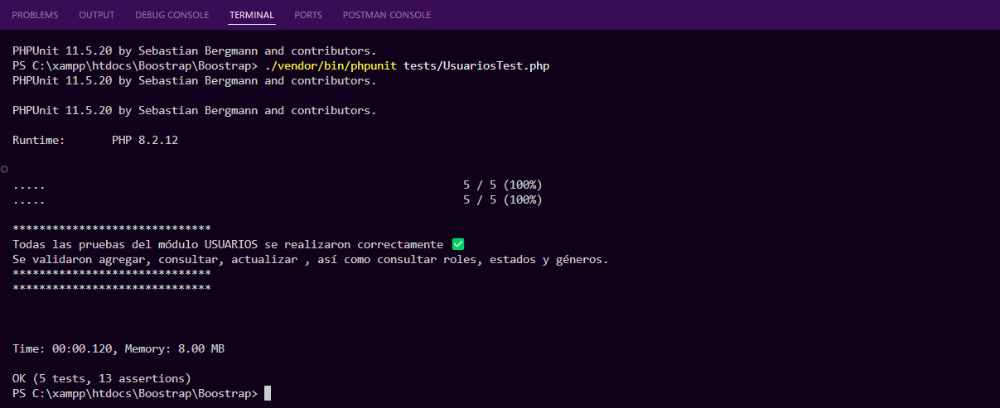 PROBLEMS OUTPUT DEBUG CONSOLE TERMINAL PORTS POSTMAN CONSOLE
PHPUnit 11.5.20 by Sebastian Bergmann and contributors.
PS C:\xampp\htdocs\Boostrap\Boostrap> ./vendor/bin/phpunit tests/UsuariosTest.php
PHPUnit 11.5.20 by Sebastian Bergmann and contributors.
PHPUnit 11.5.20 by Sebastian Bergmann and contributors.
Runtime: PHP 8.2.12
..... 5 / 5 (100%)
..... 5 / 5 (100%)
******************************
Todas las pruebas del módulo USUARIOS se realizaron correctamente ✅
Se validaron agregar, consultar, actualizar , así como consultar roles, estados y géneros.
******************************
******************************
Time: 00:00.120, Memory: 8.00 MB
OK (5 tests, 13 assertions)
PS C:\xampp\htdocs\Boostrap\Boostrap>